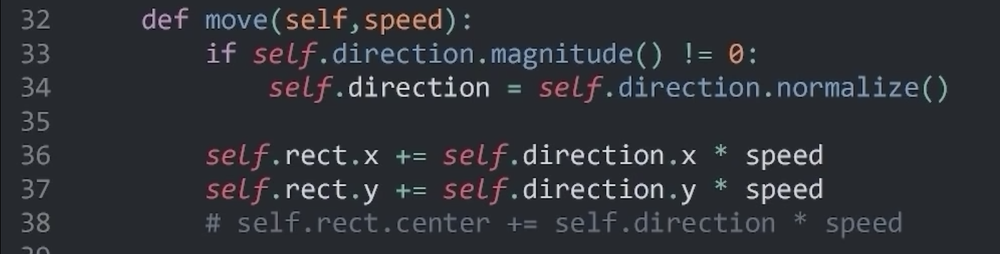 32 def move(self,speed):
33 if self.direction.magnitude() != 0:
34 self.direction = self.direction.normalize()
35
36 self.rect.x += self.direction.x * speed
37 self.rect.y += self.direction.y * speed
38 # self.rect.center += self.direction * speed
39